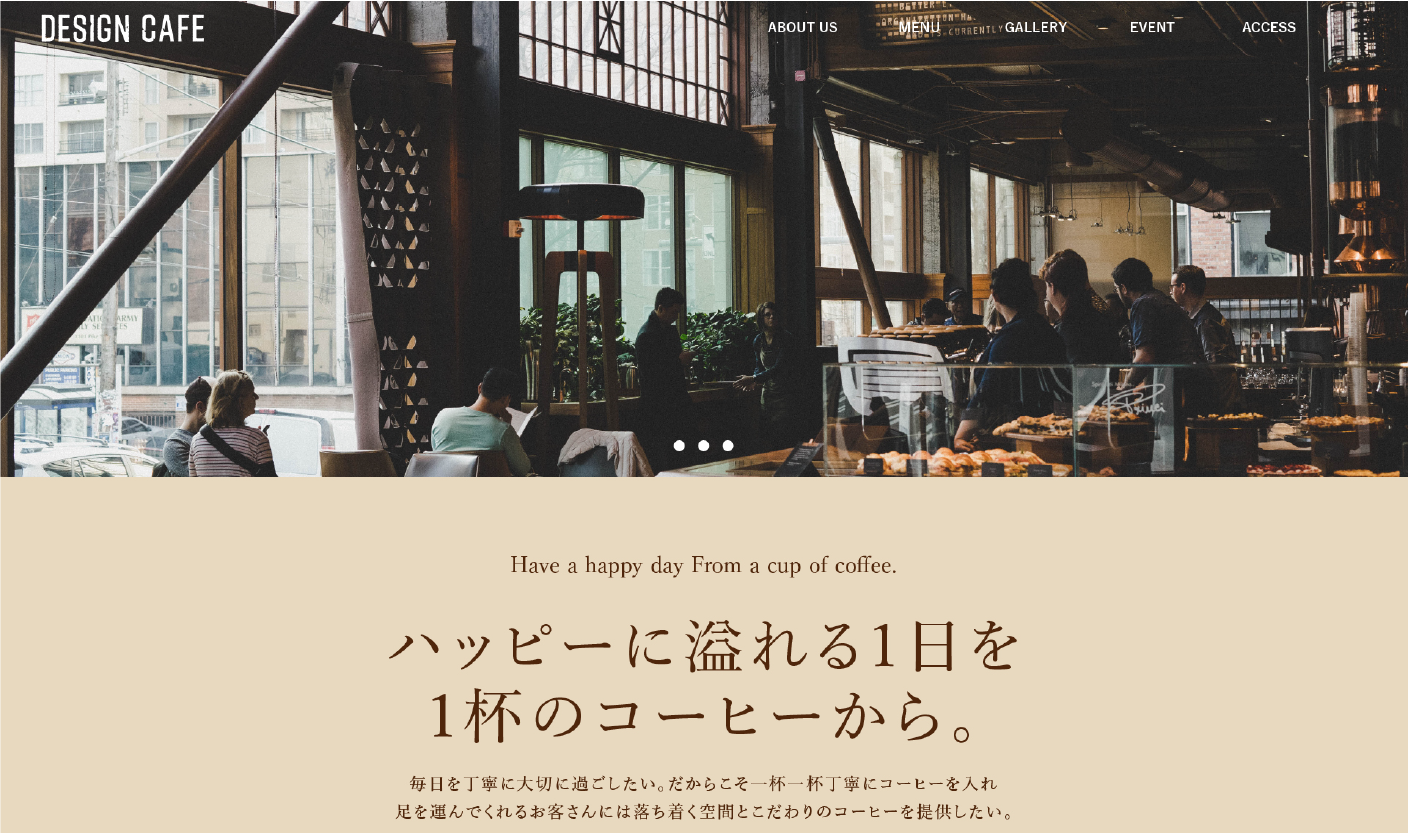 DESIGN CAFE
ABOUT US
MENU
GALLERY
EVENT
ACCESS
Have a happy day From a cup of coffee.
ハッピーに溢れる1日を
1杯のコーヒーから。
毎日を丁寧に大切に過ごしたい。だからこそ一杯一杯丁寧にコーヒーを入れ
足を運んでくれるお客さんには落ち着く空間とこだわりのコーヒーを提供したい。